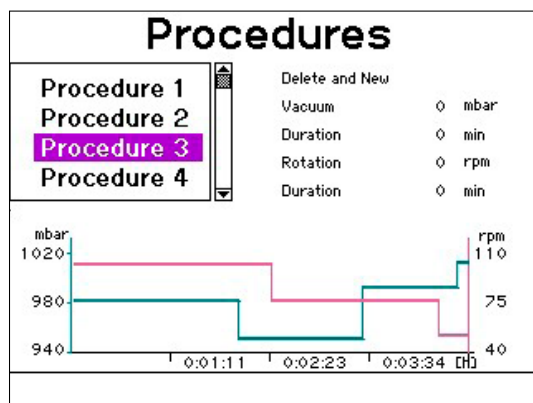 Procedures
Procedure 1
Procedure 2
Procedure 3
Procedure 4
Delete and New
Vacuum 0 mbar
Duration 0 min
Rotation 0 rpm
Duration 0 min
mbar rpm
1020 110
980 75
940 40
0:01:11 0:02:23 0:03:34 [H]